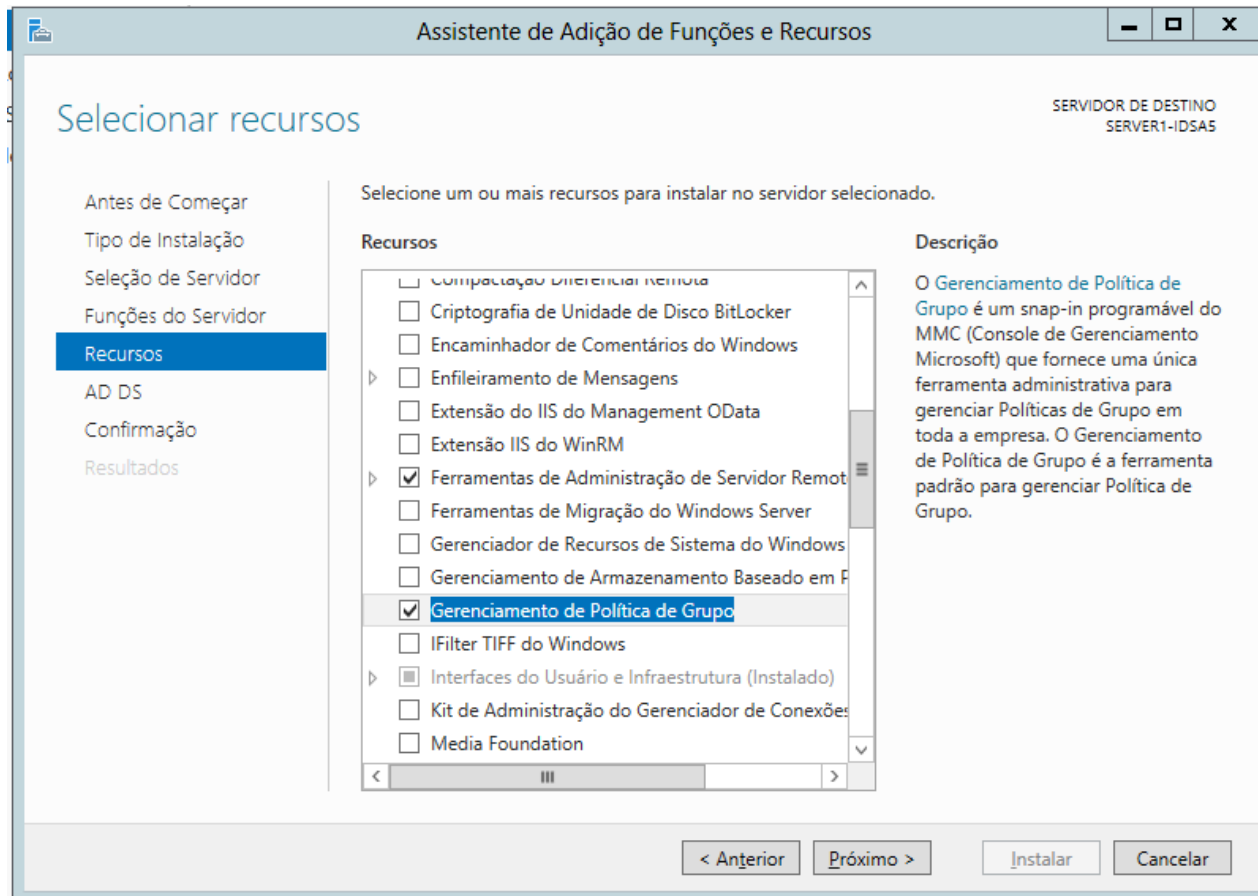 Assistente de Adição de Funções e Recursos
Selecionar recursos
SERVIDOR DE DESTINO
SERVER1-IDSA5
Antes de Começar
Tipo de Instalação
Seleção de Servidor
Funções do Servidor
Recursos
AD DS
Confirmação
Resultados
Selecione um ou mais recursos para instalar no servidor selecionado.
Recursos
Compactação Diferencial Remota
Criptografia de Unidade de Disco BitLocker
Encaminhador de Comentários do Windows
Enfileiramento de Mensagens
Extensão do IIS do Management OData
Extensão IIS do WinRM
Ferramentas de Administração de Servidor Remot
Ferramentas de Migração do Windows Server
Gerenciador de Recursos de Sistema do Windows
Gerenciamento de Armazenamento Baseado em P
Gerenciamento de Política de Grupo
IFilter TIFF do Windows
Interfaces do Usuário e Infraestrutura (Instalado)
Kit de Administração do Gerenciador de Conexões
Media Foundation
Descrição
O Gerenciamento de Política de
Grupo é um snap-in programável do
MMC (Console de Gerenciamento
Microsoft) que fornece uma única
ferramenta administrativa para
gerenciar Políticas de Grupo em
toda a empresa. O Gerenciamento
de Política de Grupo é a ferramenta
padrão para gerenciar Política de
Grupo.
< Anterior
Próximo >
Instalar
Cancelar